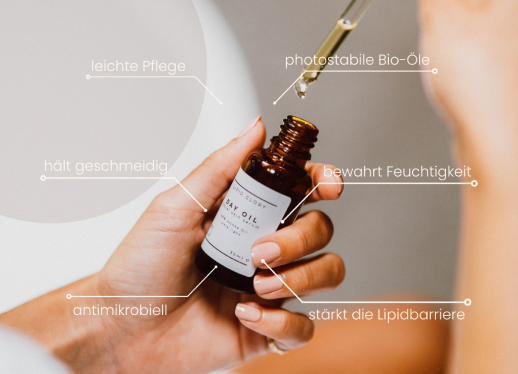 leichte Pflege
photostabile Bio-Öle
hält geschmeidig
bewahrt Feuchtigkeit
DAY OIL
antimikrobiell
stärkt die Lipidbarriere